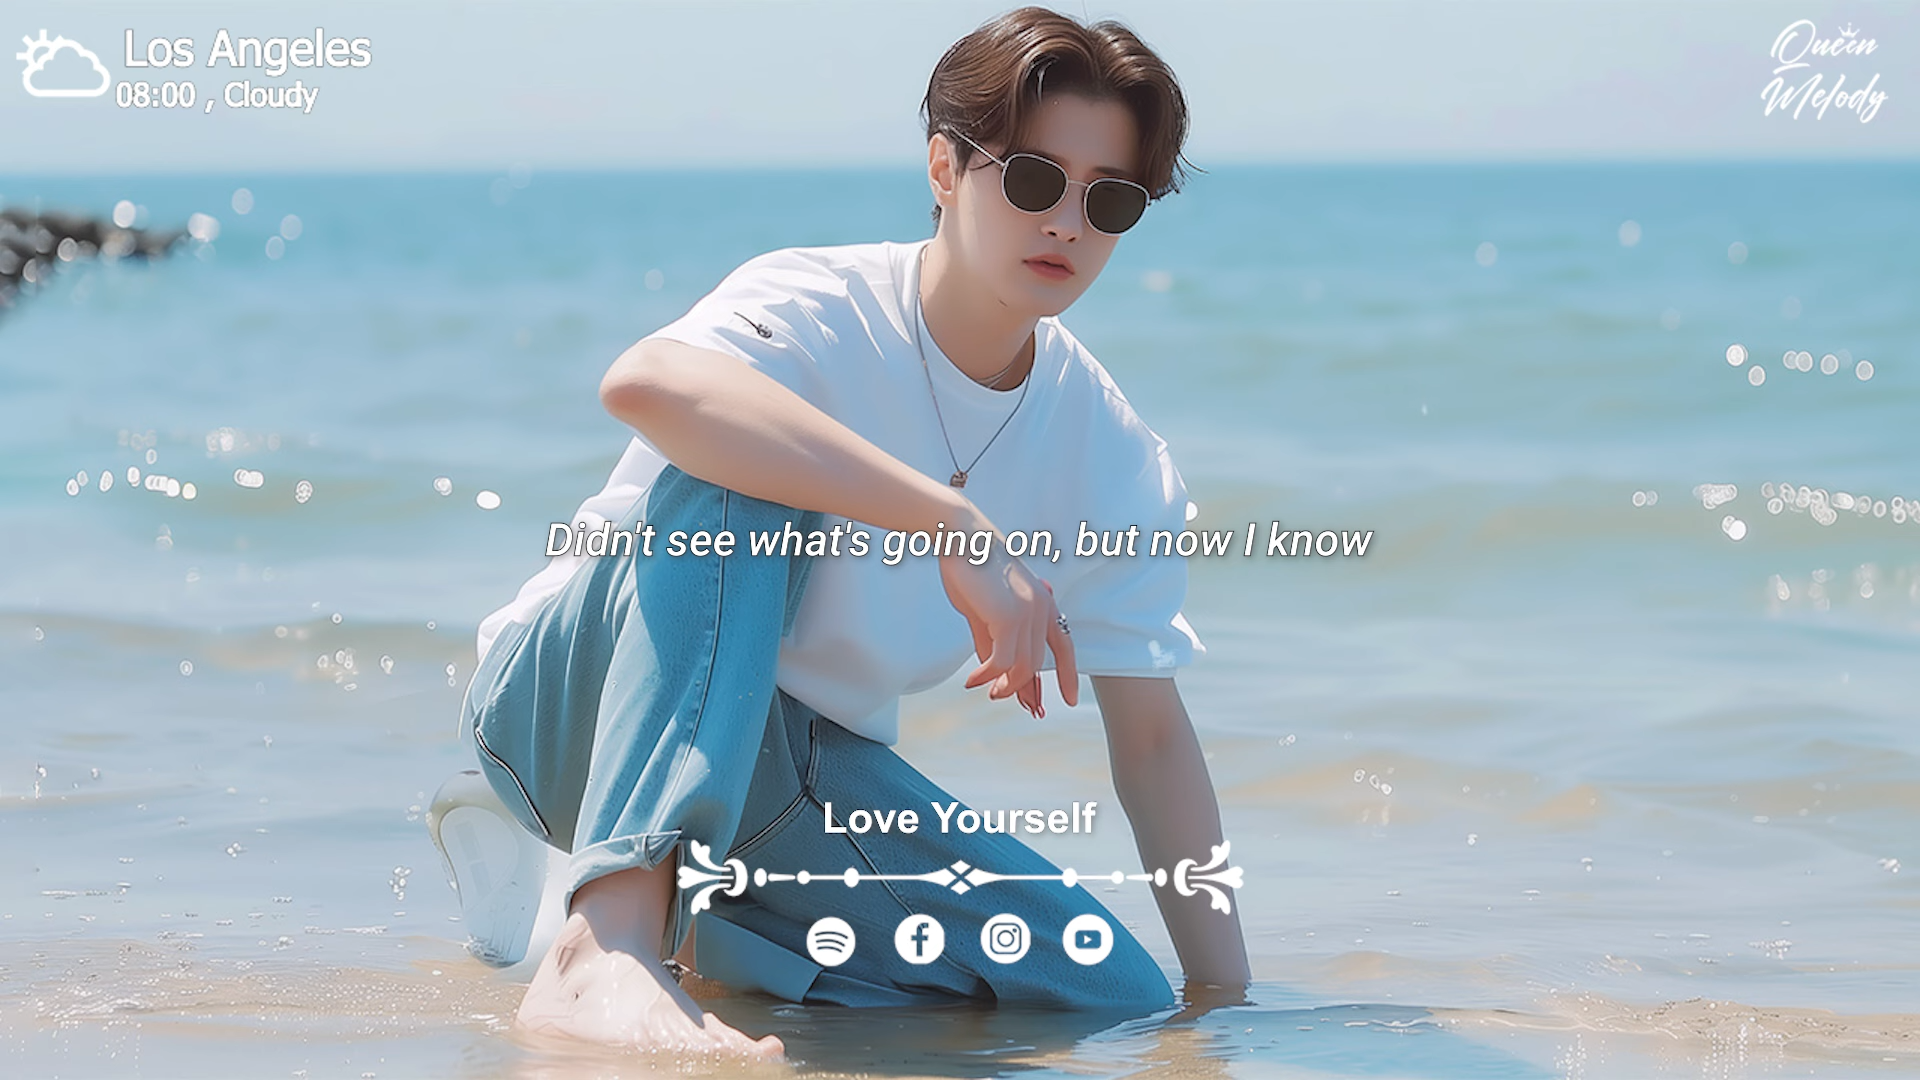 Los Angeles
08:00 , Cloudy
Queen
Melody
Didn't see what's going on, but now I know
Love Yourself